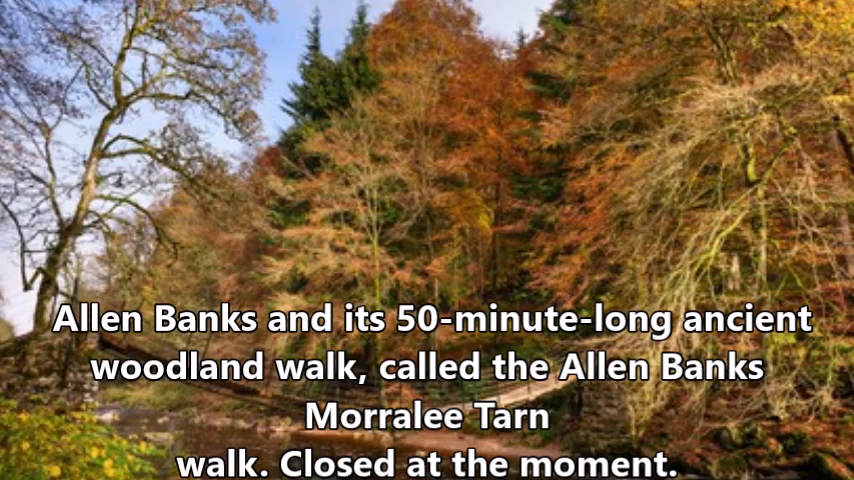 Allen Banks and its 50-minute-long ancient
woodland walk, called the Allen Banks
Morralee Tarn
walk. Closed at the moment.